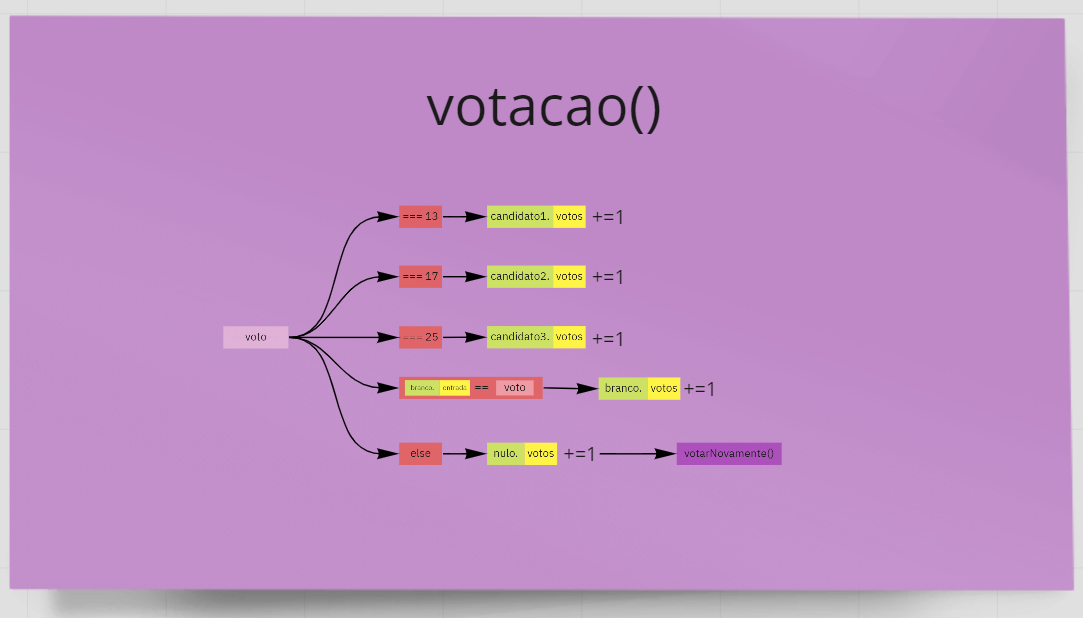 votacao()
=== 13 candidato1. votos +=1
=== 17 candidato2. votos +=1
voto === 25 candidato3. votos +=1
branco. entrada == voto branco. votos +=1
else nulo. votos +=1 votarNovamente()